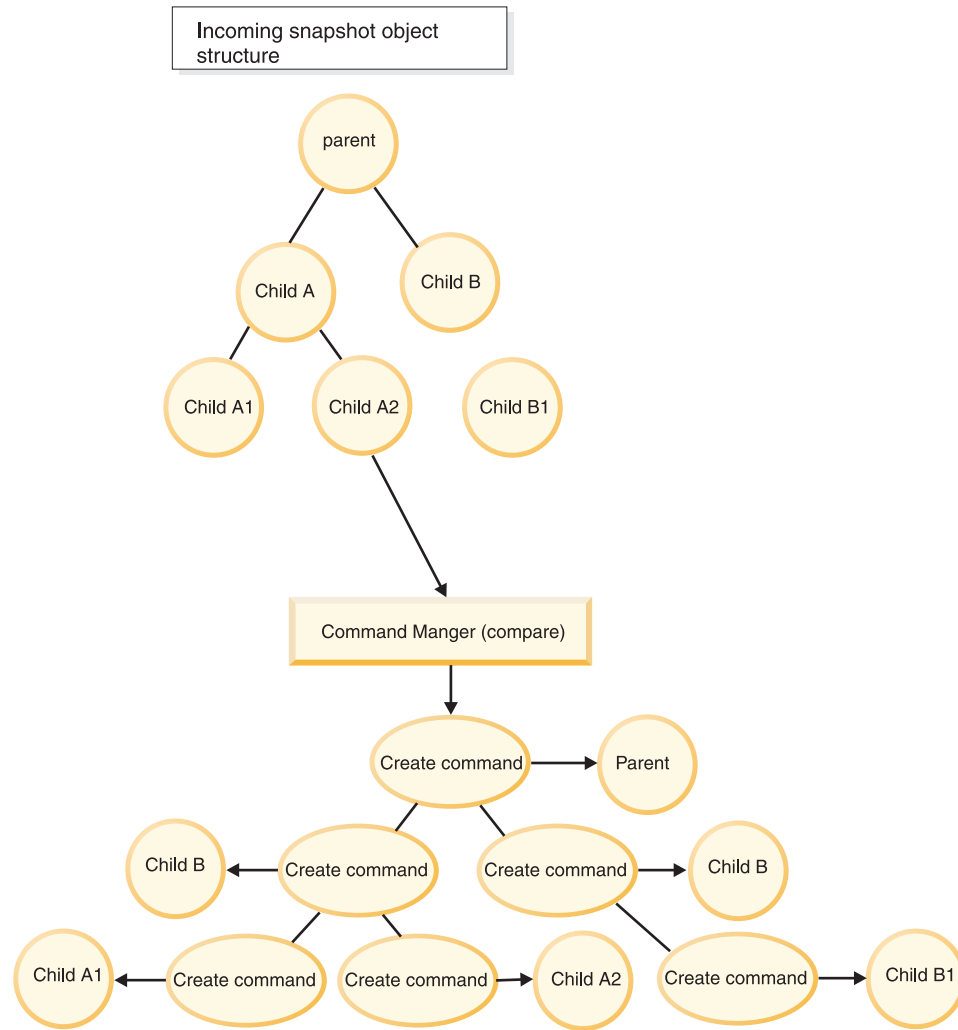 Incoming snapshot object
structure
parent
Child A
Child B
Child A1
Child A2
Child B1
Command Manger (compare)
Create command
Parent
Child B
Create command
Create command
Child B
Child A1
Create command
Create command
Child A2
Create command
Child B1